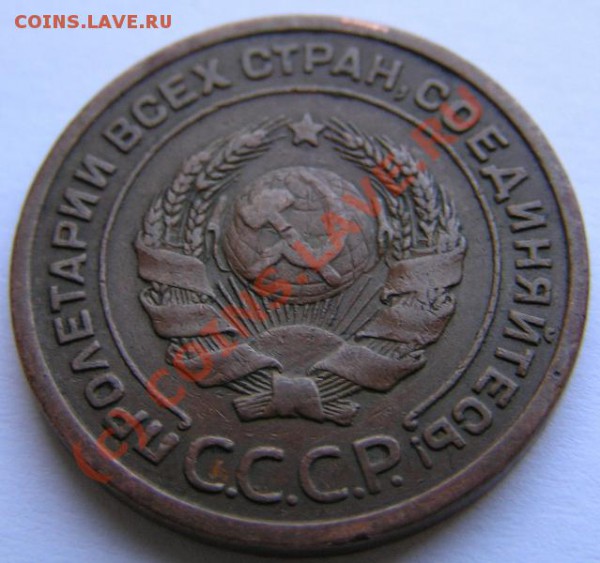 COINS.LAVE.RU
ПРОЛЕТАРИИ ВСЕХ СТРАН, СОЕДИНЯЙТЕСЬ!
С.С.С.Р.
(c) COINS.LAVE.RU